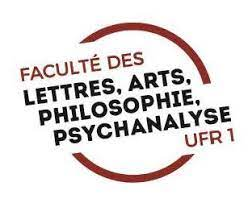 FACULTÉ DES
LETTRES, ARTS,
PHILOSOPHIE,
PSYCHANALYSE
UFR 1